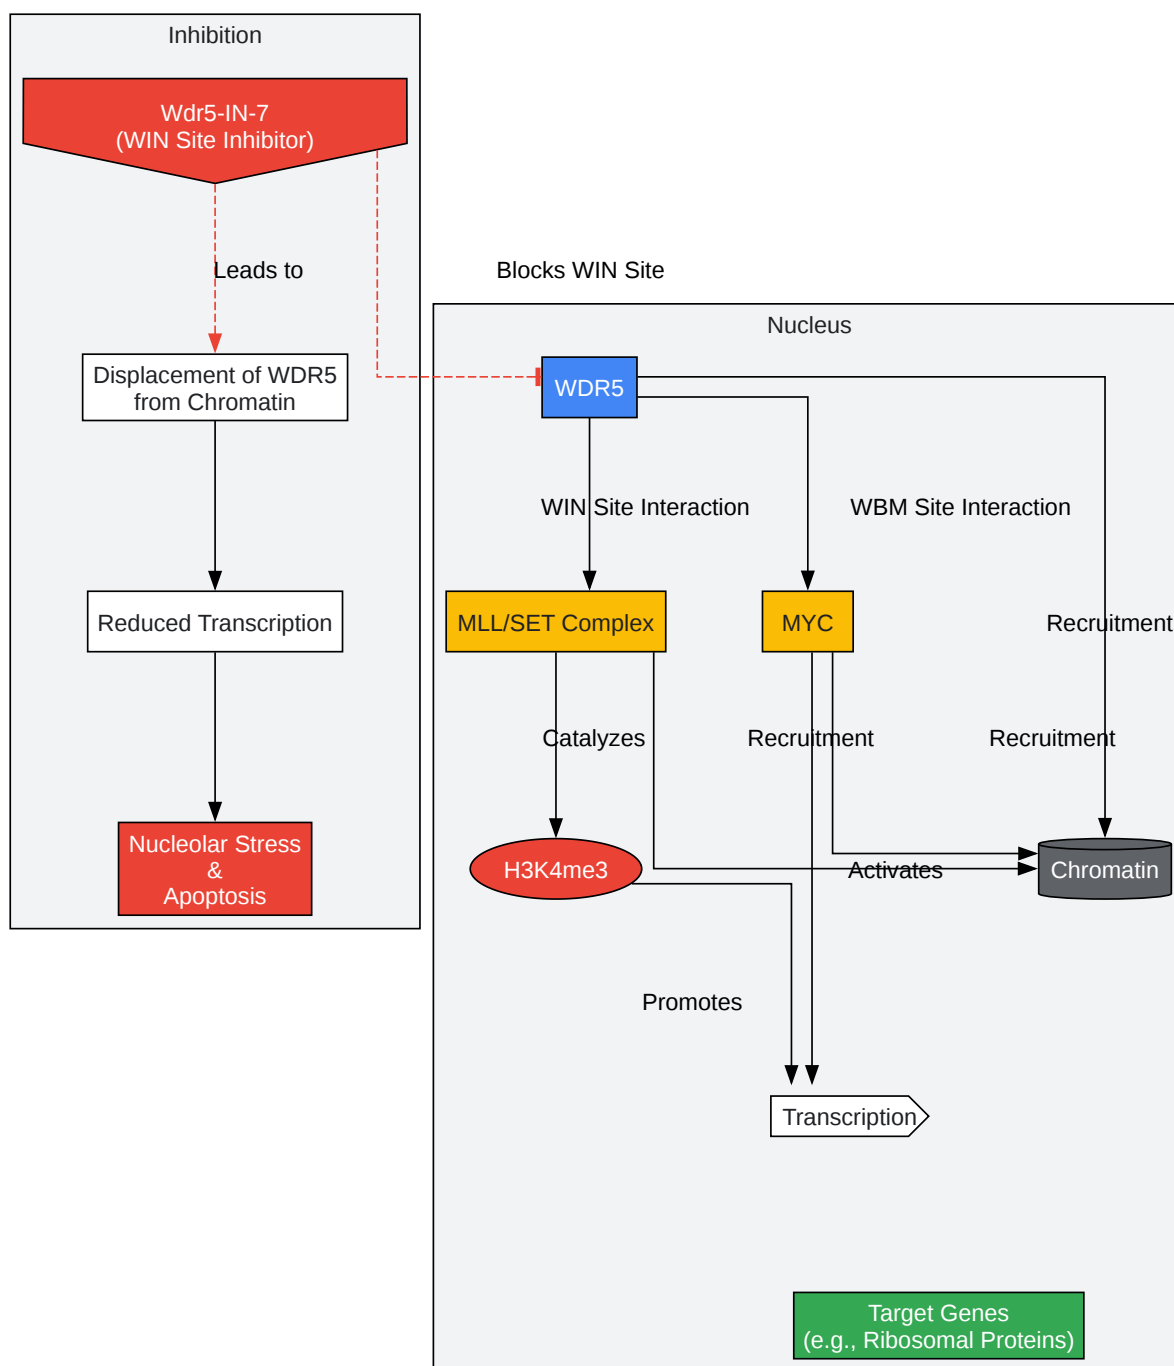 Inhibition
Wdr5-IN-7
(WIN Site Inhibitor)
Leads to
Displacement of WDR5
from Chromatin
Reduced Transcription
Nucleolar Stress
&
Apoptosis
Blocks WIN Site
Nucleus
WDR5
WIN Site Interaction
WBM Site Interaction
MLL/SET Complex
MYC
Recruitment
Catalyzes
Recruitment
Recruitment
H3K4me3
Activates
Chromatin
Promotes
Transcription
Target Genes
(e.g., Ribosomal Proteins)